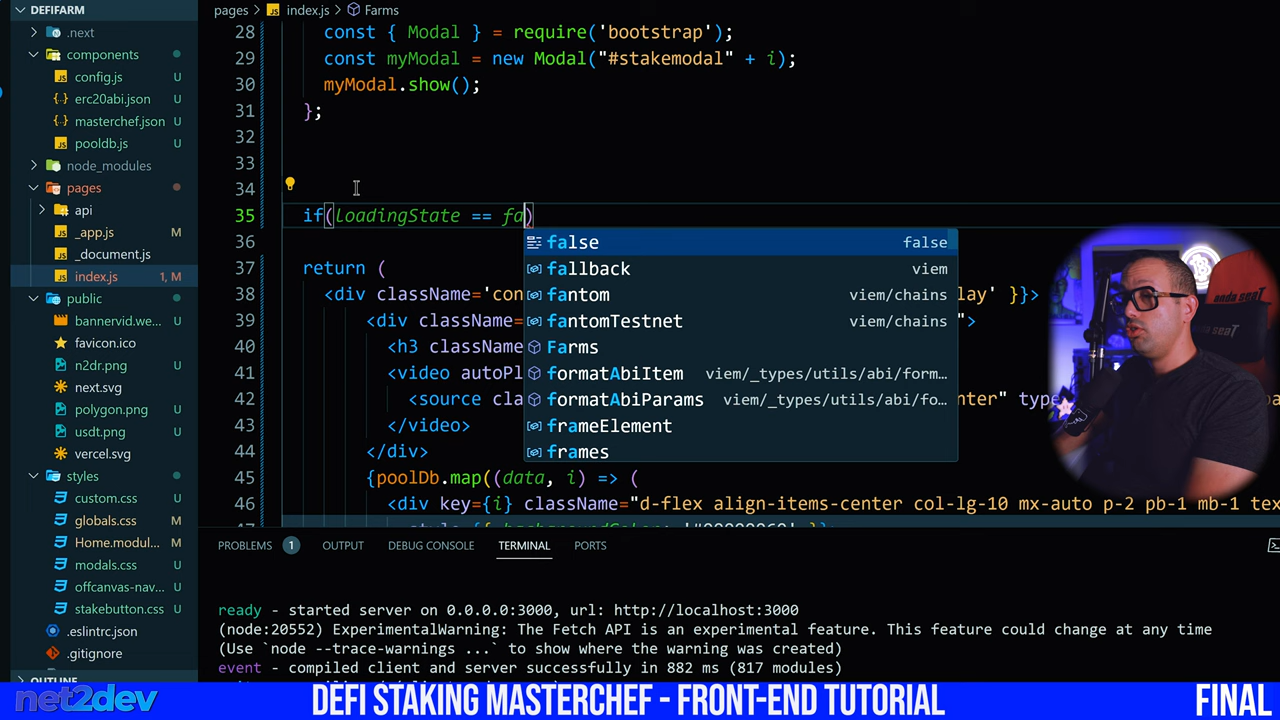 DEFIFARM
.next
components
config.js U
erc20abi.json U
masterchef.json U
pooldb.js U
node_modules
pages
api
_app.js M
_document.js
index.js 1, M
public
bannervid.we... U
favicon.ico
n2dr.png U
next.svg
polygon.png U
usdt.png U
vercel.svg
styles
custom.css U
globals.css M
Home.modul... M
modals.css U
offcanvas-nav... U
stakebutton.css U
.eslintrc.json
.gitignore
OUTLINE
pages > JS index.js > Farms
28 const { Modal } = require('bootstrap');
29 const myModal = new Modal("#stakemodal" + i);
30 myModal.show();
31 };
32
33
34
35 if(loadingState == fa)
36
37 return (
38 <div className='con lay' }}>
39 <div className= ">
40 <h3 className
41 <video autoPl
42 <source cla nter" type
43 </video>
44 </div>
45 {poolDb.map((data, i) => (
46 <div key={i} className="d-flex align-items-center col-lg-10 mx-auto p-2 pb-1 mb-1 tex
false false
fallback viem
fantom viem/chains
fantomTestnet viem/chains
Farms
formatAbiItem viem/_types/utils/abi/form...
formatAbiParams viem/_types/utils/abi/fo...
frameElement
frames
PROBLEMS 1 OUTPUT DEBUG CONSOLE TERMINAL PORTS
ready - started server on 0.0.0.0:3000, url: http://localhost:3000
(node:20552) ExperimentalWarning: The Fetch API is an experimental feature. This feature could change at any time
(Use `node --trace-warnings ...` to show where the warning was created)
event - compiled client and server successfully in 882 ms (817 modules)
net2dev
DEFI STAKING MASTERCHEF - FRONT-END TUTORIAL
FINAL